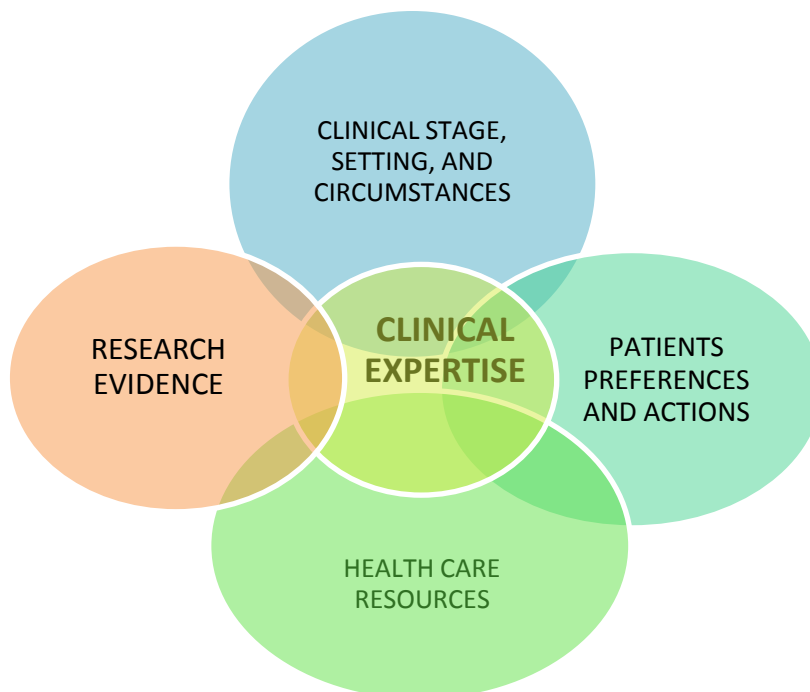 CLINICAL STAGE,
SETTING, AND
CIRCUMSTANCES
RESEARCH
EVIDENCE
CLINICAL
EXPERTISE
PATIENTS
PREFERENCES
AND ACTIONS
HEALTH CARE
RESOURCES